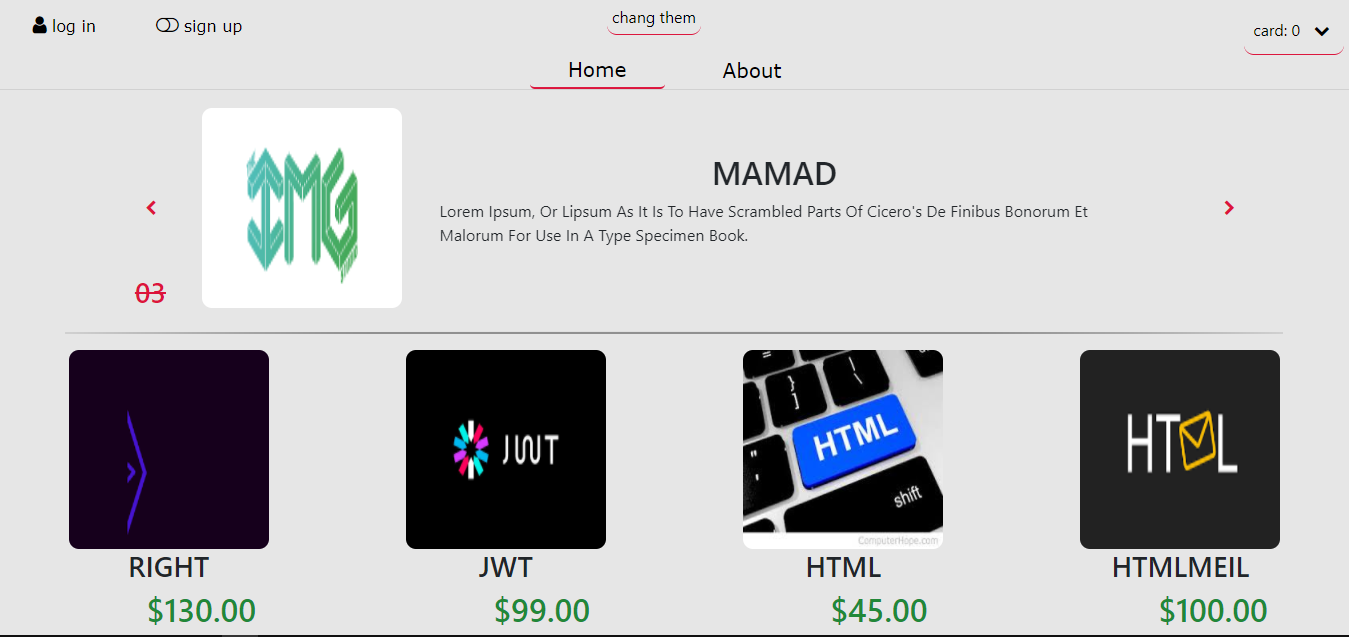 log in
sign up
chang them
card: 0
Home
About
IMG
MAMAD
Lorem Ipsum, Or Lipsum As It Is To Have Scrambled Parts Of Cicero's De Finibus Bonorum Et
Malorum For Use In A Type Specimen Book.
03
JWT
}
]
\
"
HTML
shift
ComputerHope.com
HTML
RIGHT
JWT
HTML
HTMLMEIL
$130.00
$99.00
$45.00
$100.00